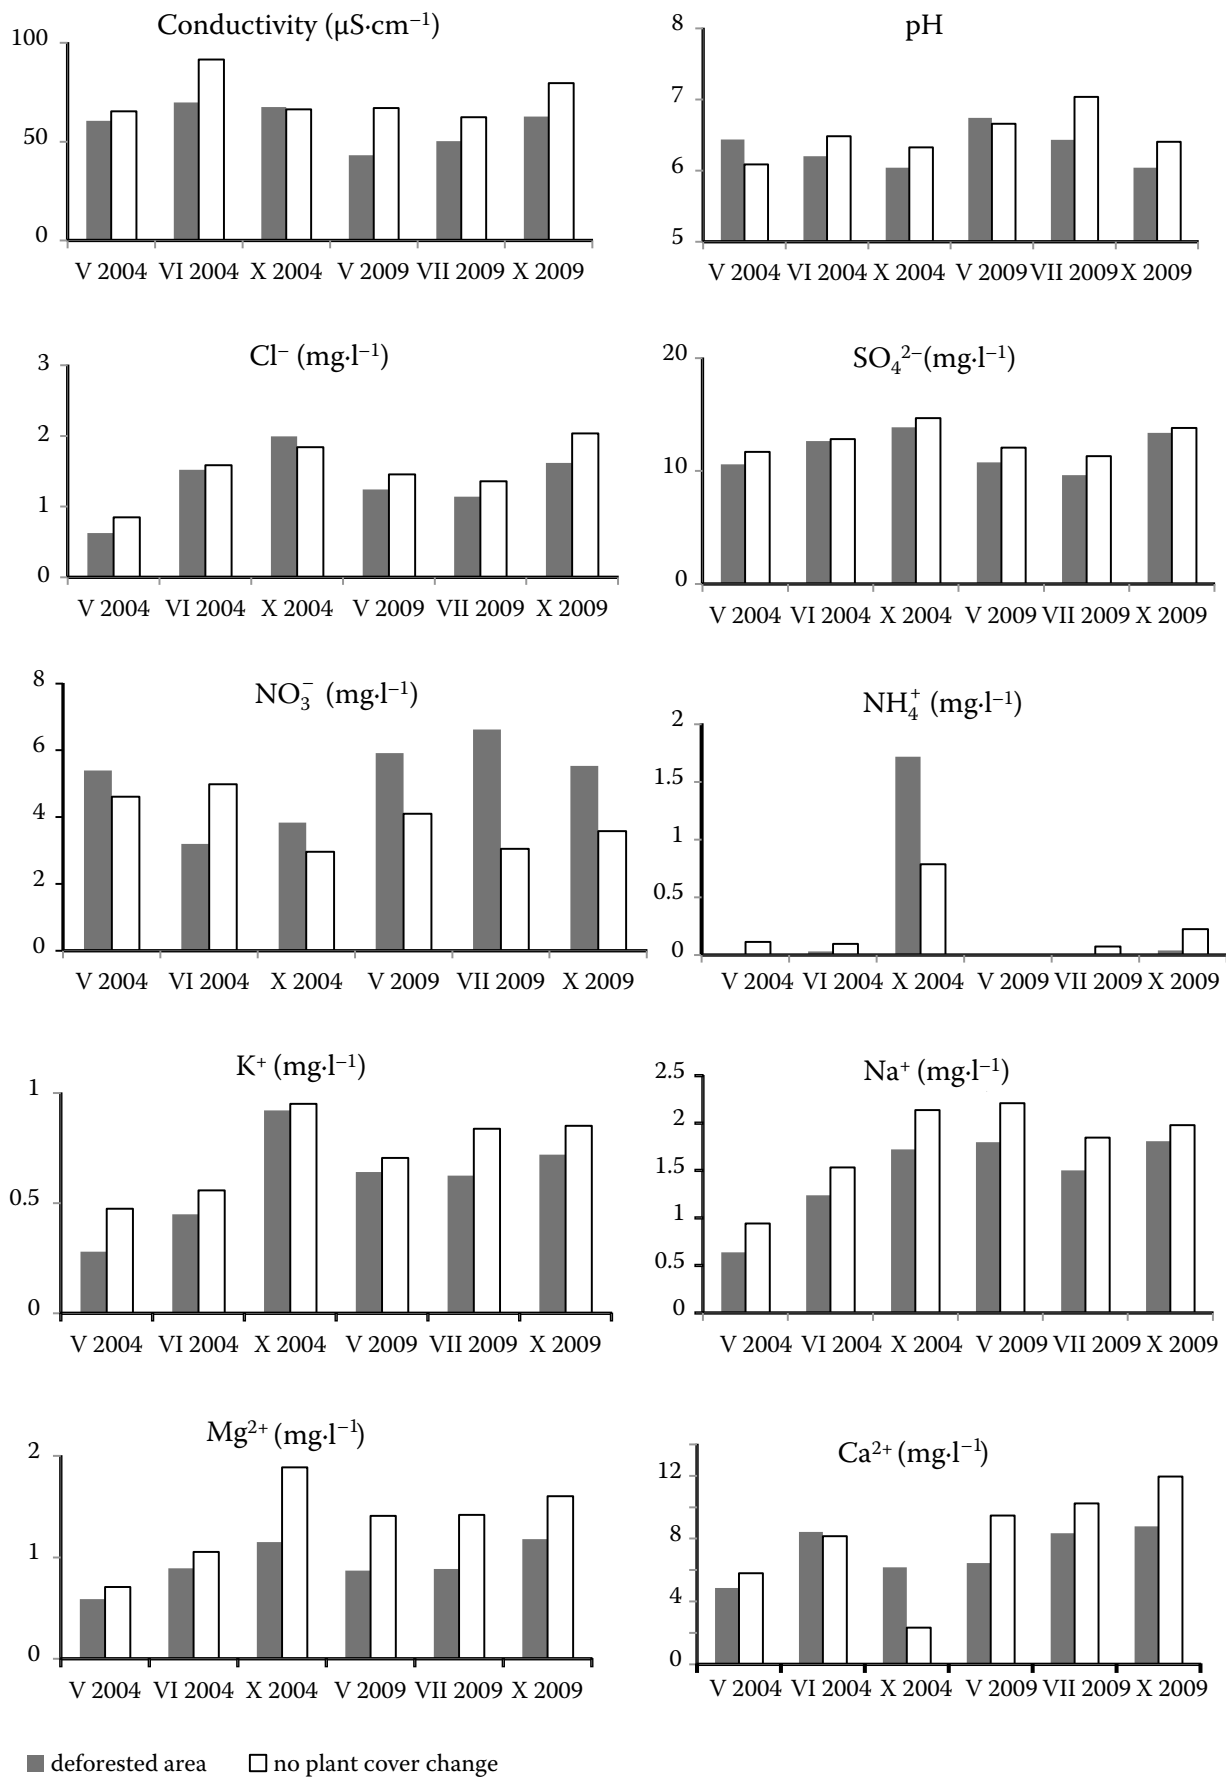 Conductivity (µS·cm⁻¹)
100
50
0
V 2004 VI 2004 X 2004 V 2009 VII 2009 X 2009
pH
8
7
6
5
V 2004 VI 2004 X 2004 V 2009 VII 2009 X 2009
Cl⁻ (mg·l⁻¹)
3
2
1
0
V 2004 VI 2004 X 2004 V 2009 VII 2009 X 2009
SO₄²⁻(mg·l⁻¹)
20
10
0
V 2004 VI 2004 X 2004 V 2009 VII 2009 X 2009
NO₃⁻ (mg·l⁻¹)
8
6
4
2
0
V 2004 VI 2004 X 2004 V 2009 VII 2009 X 2009
NH₄⁺ (mg·l⁻¹)
2
1.5
1
0.5
0
V 2004 VI 2004 X 2004 V 2009 VII 2009 X 2009
K⁺ (mg·l⁻¹)
1
0.5
0
V 2004 VI 2004 X 2004 V 2009 VII 2009 X 2009
Na⁺ (mg·l⁻¹)
2.5
2
1.5
1
0.5
0
V 2004 VI 2004 X 2004 V 2009 VII 2009 X 2009
Mg²⁺ (mg·l⁻¹)
2
1
0
V 2004 VI 2004 X 2004 V 2009 VII 2009 X 2009
Ca²⁺ (mg·l⁻¹)
12
8
4
0
V 2004 VI 2004 X 2004 V 2009 VII 2009 X 2009
deforested area no plant cover change